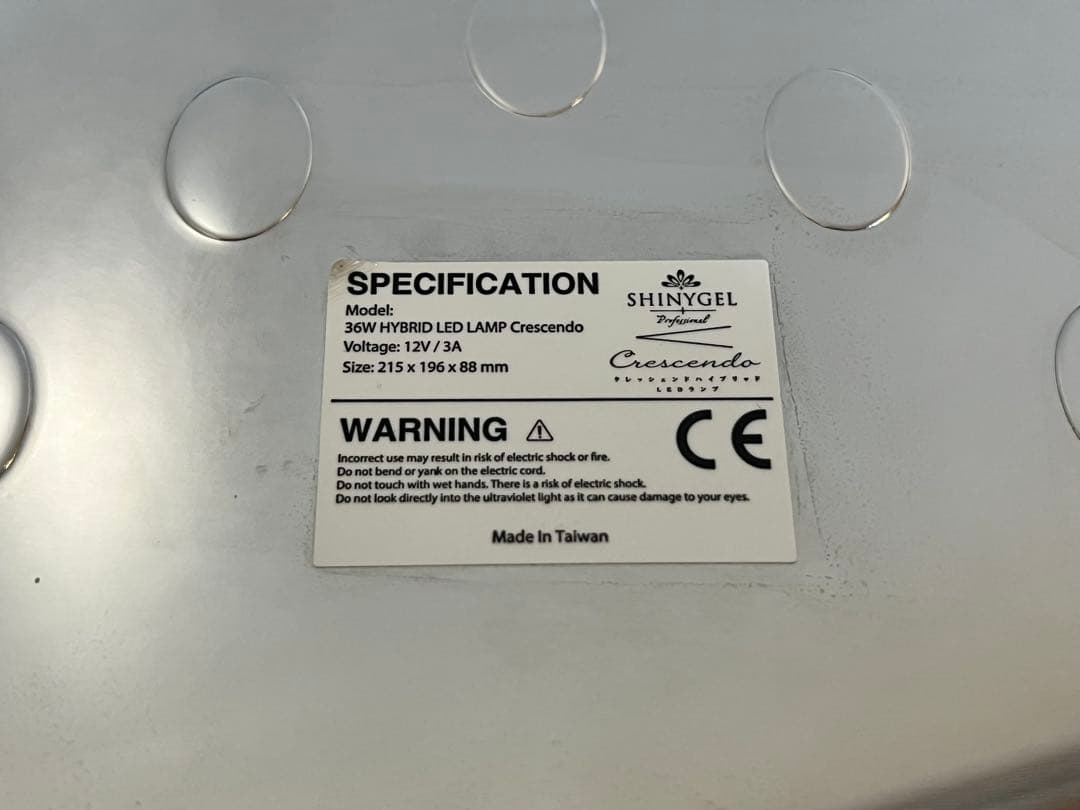 SPECIFICATION
Model:
36W HYBRID LED LAMP Crescendo
Voltage: 12V / 3A
Size: 215 x 196 x 88 mm
SHINYGEL
Professional
Crescendo
クレッシェンドハイブリッド
LEDランプ
WARNING
CE
Incorrect use may result in risk of electric shock or fire.
Do not bend or yank on the electric cord.
Do not touch with wet hands. There is a risk of electric shock.
Do not look directly into the ultraviolet light as it can cause damage to your eyes.
Made In Taiwan